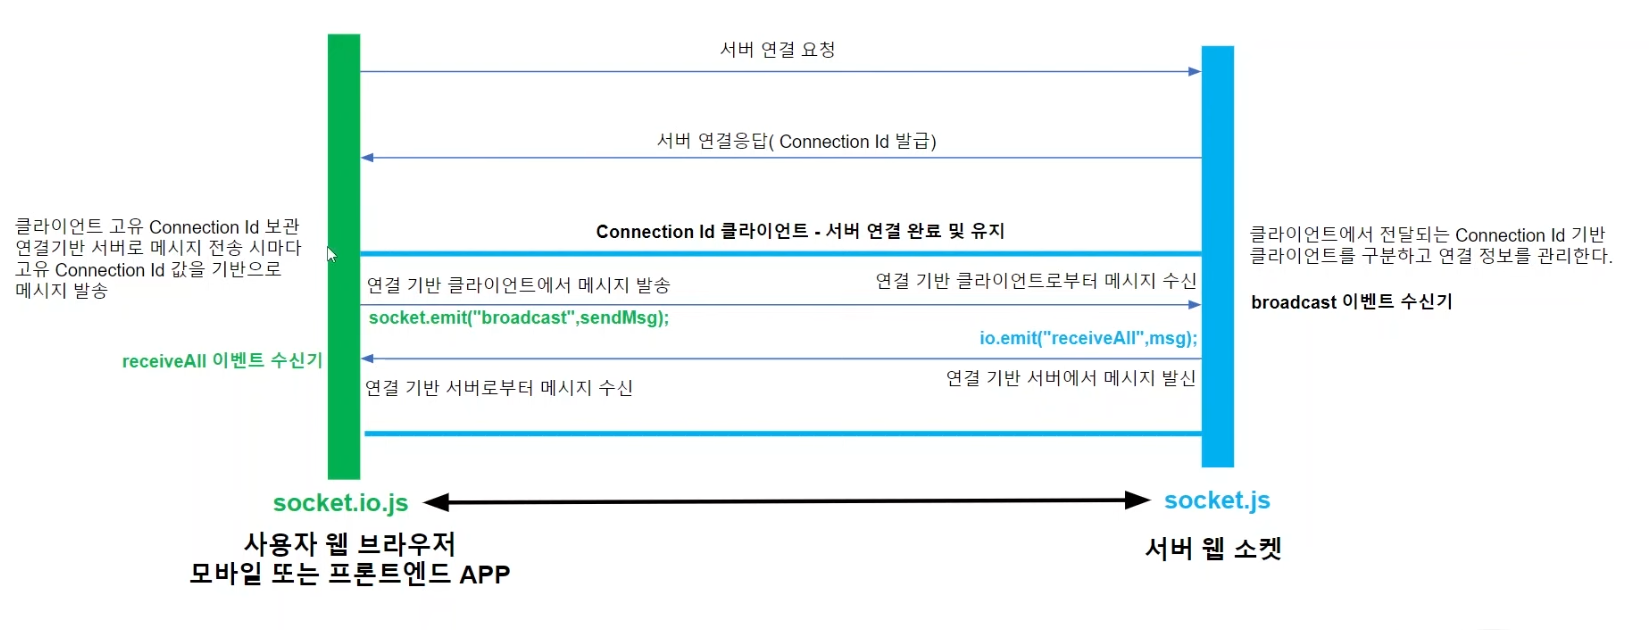 서버 연결 요청
서버 연결응답( Connection Id 발급)
클라이언트 고유 Connection Id 보관
연결기반 서버로 메시지 전송 시마다
고유 Connection Id 값을 기반으로
메시지 발송
Connection Id 클라이언트 - 서버 연결 완료 및 유지
클라이언트에서 전달되는 Connection Id 기반
클라이언트를 구분하고 연결 정보를 관리한다.
연결 기반 클라이언트에서 메시지 발송
연결 기반 클라이언트로부터 메시지 수신
broadcast 이벤트 수신기
socket.emit("broadcast",sendMsg);
io.emit("receiveAll",msg);
receiveAll 이벤트 수신기
연결 기반 서버로부터 메시지 수신
연결 기반 서버에서 메시지 발신
socket.io.js
socket.js
사용자 웹 브라우저
모바일 또는 프론트엔드 APP
서버 웹 소켓